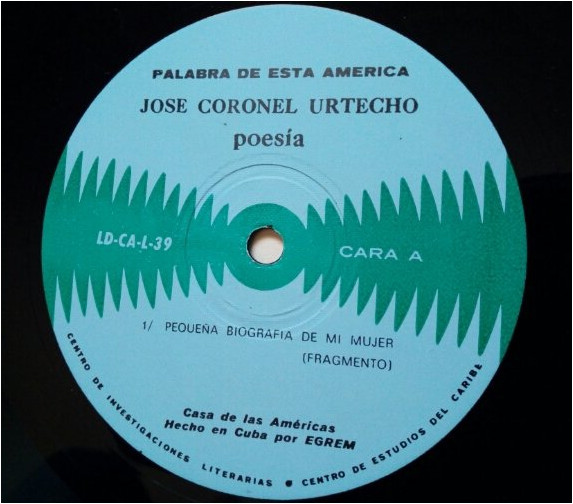 PALABRA DE ESTA AMERICA
JOSE CORONEL URTECHO
poesía
LD-CA-L-39
CARA A
1/ PEQUEÑA BIOGRAFIA DE MI MUJER
(FRAGMENTO)
Casa de las Américas
Hecho en Cuba por EGREM
CENTRO DE INVESTIGACIONES LITERARIAS ● CENTRO DE ESTUDIOS DEL CARIBE